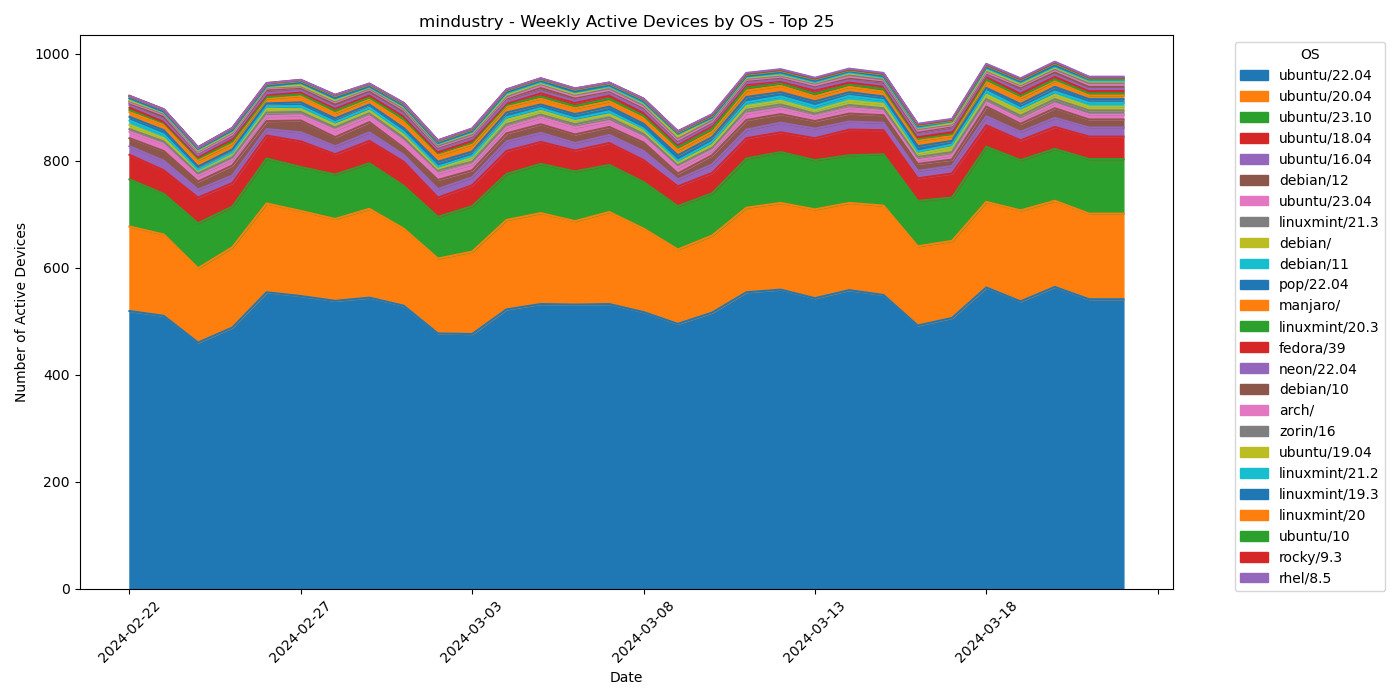 mindustry - Weekly Active Devices by OS - Top 25
1000
800
600
400
200
0
Number of Active Devices
2024-02-22
2024-02-27
2024-03-03
2024-03-08
2024-03-13
2024-03-18
Date
OS
ubuntu/22.04
ubuntu/20.04
ubuntu/23.10
ubuntu/18.04
ubuntu/16.04
debian/12
ubuntu/23.04
linuxmint/21.3
debian/
debian/11
pop/22.04
manjaro/
linuxmint/20.3
fedora/39
neon/22.04
debian/10
arch/
zorin/16
ubuntu/19.04
linuxmint/21.2
linuxmint/19.3
linuxmint/20
ubuntu/10
rocky/9.3
rhel/8.5